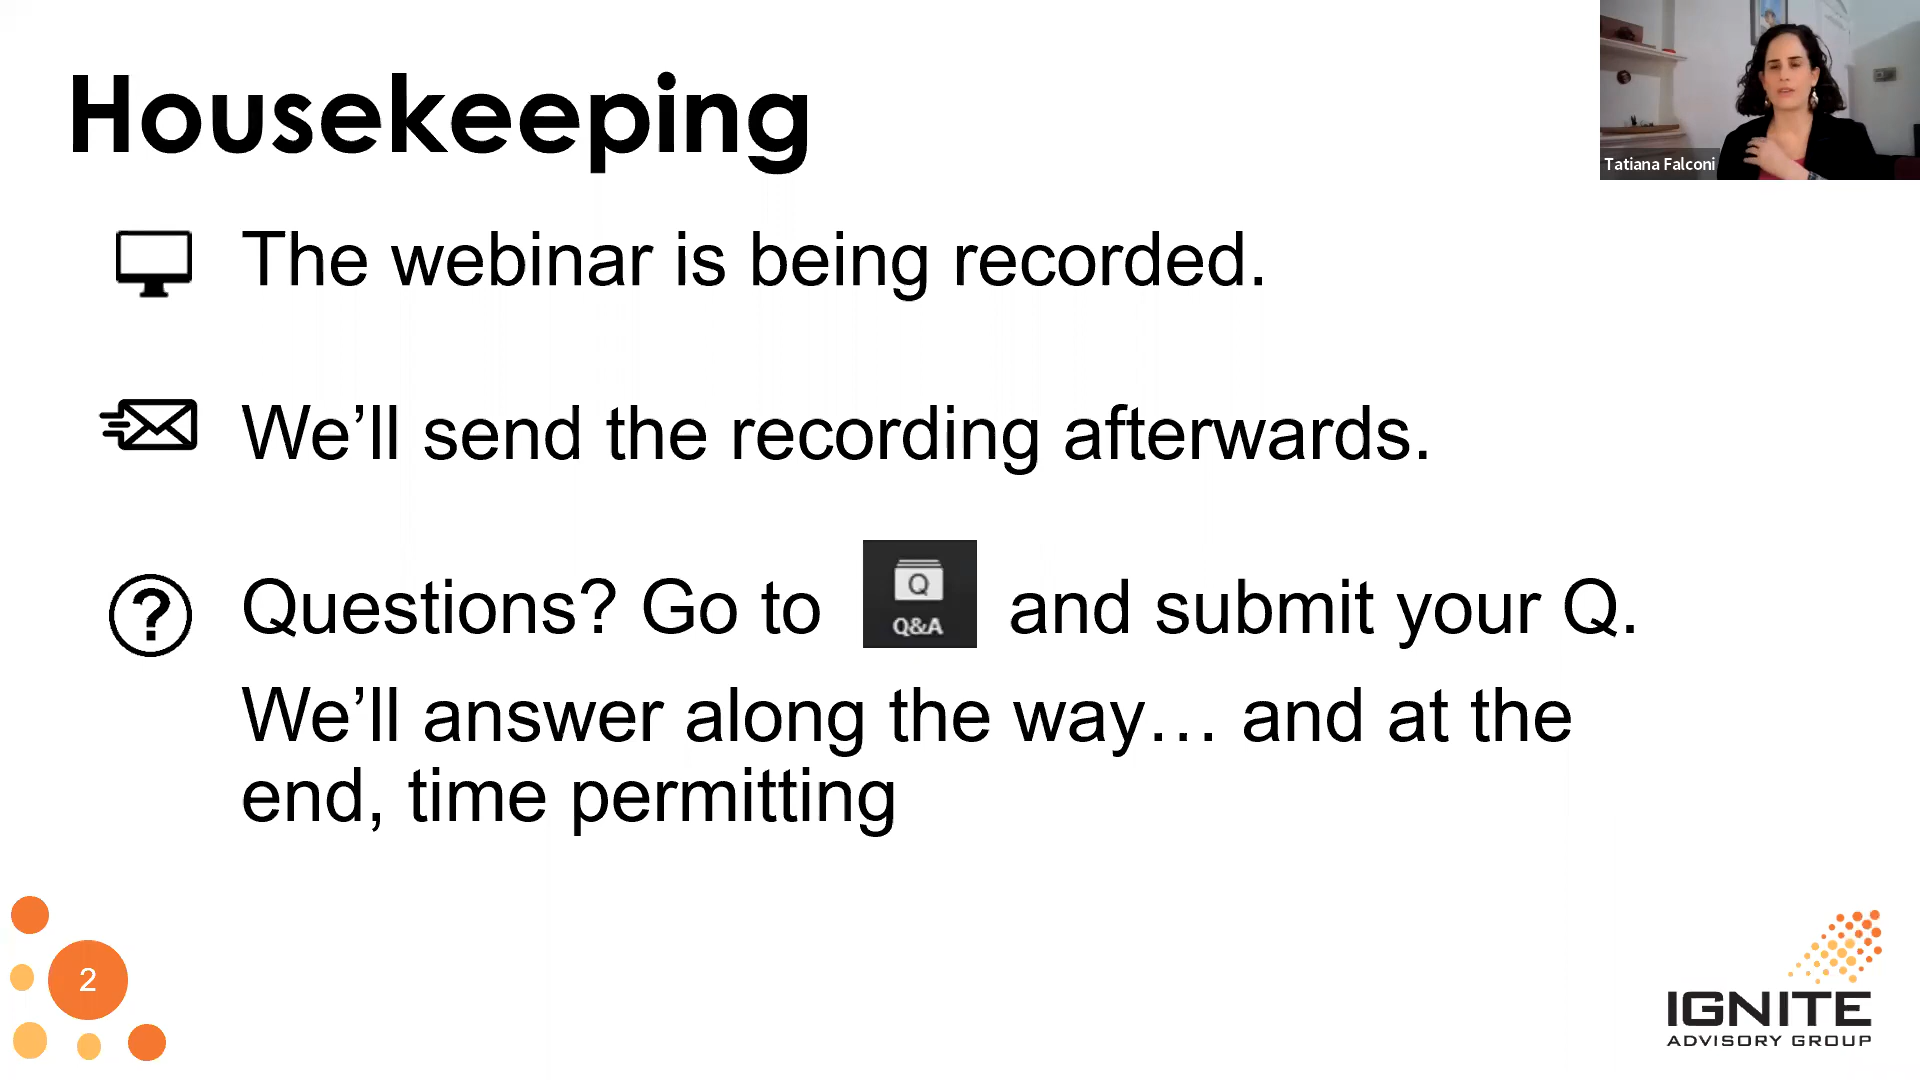 Housekeeping
Tatiana Falconi
The webinar is being recorded.
We’ll send the recording afterwards.
Questions? Go to Q Q&A and submit your Q.
We’ll answer along the way… and at the
end, time permitting
2
IGNITE
ADVISORY GROUP